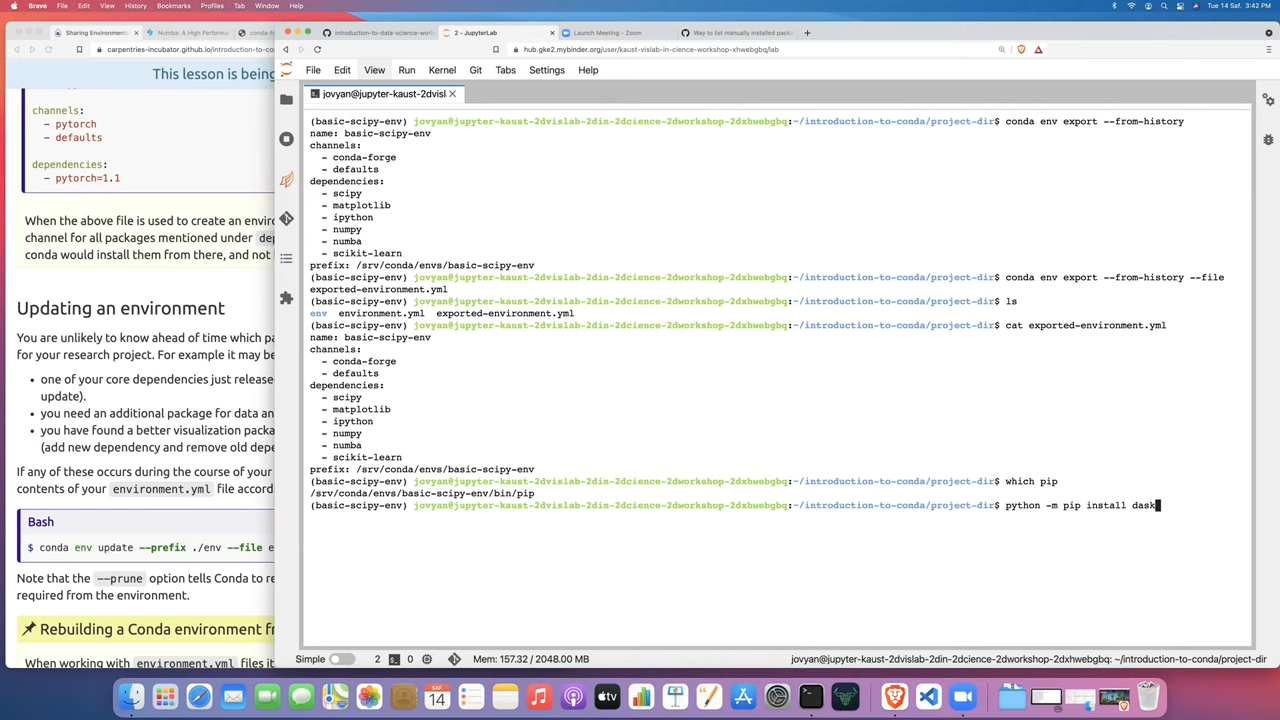 Brave File Edit View History Bookmarks Profiles Tab Window Help
Tue 14 Saf. 3:42 PM
Sharing Environments
Numba: A High Performa
conda-fo
introduction-to-data-science-work
2 - JupyterLab
Launch Meeting - Zoom
Way to list manually installed pack
carpentries-incubator.github.io/introduction-to-co
hub.gke2.mybinder.org/user/kaust-vislab-in-cience-workshop-xhwebgbq/lab
File Edit View Run Kernel Git Tabs Settings Help
jovyan@jupyter-kaust-2dvisl
This lesson is being
channels:
- pytorch
- defaults
dependencies:
- pytorch=1.1
When the above file is used to create an enviro
channel for all packages mentioned under dep
conda would install them from there, and not
Updating an environment
You are unlikely to know ahead of time which pa
for your research project. For example it may be
one of your core dependencies just release
update).
you need an additional package for data an
you have found a better visualization packa
(add new dependency and remove old depe
If any of these occurs during the course of your
contents of your environment.yml file accord
Bash
$ conda env update --prefix ./env --file e
Note that the --prune option tells Conda to re
required from the environment.
Rebuilding a Conda environment fr
When working with environment.yml files it
(basic-scipy-env) jovyan@jupyter-kaust-2dvislab-2din-2dcience-2dworkshop-2dxhwebgbq:~/introduction-to-conda/project-dir$ conda env export --from-history
name: basic-scipy-env
channels:
- conda-forge
- defaults
dependencies:
- scipy
- matplotlib
- ipython
- numpy
- numba
- scikit-learn
prefix: /srv/conda/envs/basic-scipy-env
(basic-scipy-env) jovyan@jupyter-kaust-2dvislab-2din-2dcience-2dworkshop-2dxhwebgbq:~/introduction-to-conda/project-dir$ conda env export --from-history --file
exported-environment.yml
(basic-scipy-env) jovyan@jupyter-kaust-2dvislab-2din-2dcience-2dworkshop-2dxhwebgbq:~/introduction-to-conda/project-dir$ ls
env environment.yml exported-environment.yml
(basic-scipy-env) jovyan@jupyter-kaust-2dvislab-2din-2dcience-2dworkshop-2dxhwebgbq:~/introduction-to-conda/project-dir$ cat exported-environment.yml
name: basic-scipy-env
channels:
- conda-forge
- defaults
dependencies:
- scipy
- matplotlib
- ipython
- numpy
- numba
- scikit-learn
prefix: /srv/conda/envs/basic-scipy-env
(basic-scipy-env) jovyan@jupyter-kaust-2dvislab-2din-2dcience-2dworkshop-2dxhwebgbq:~/introduction-to-conda/project-dir$ which pip
/srv/conda/envs/basic-scipy-env/bin/pip
(basic-scipy-env) jovyan@jupyter-kaust-2dvislab-2din-2dcience-2dworkshop-2dxhwebgbq:~/introduction-to-conda/project-dir$ python -m pip install dask
Simple 2 0 Mem: 157.32 / 2048.00 MB
jovyan@jupyter-kaust-2dvislab-2din-2dcience-2dworkshop-2dxhwebgbq: ~/introduction-to-conda/project-dir
SAF.
14
tv